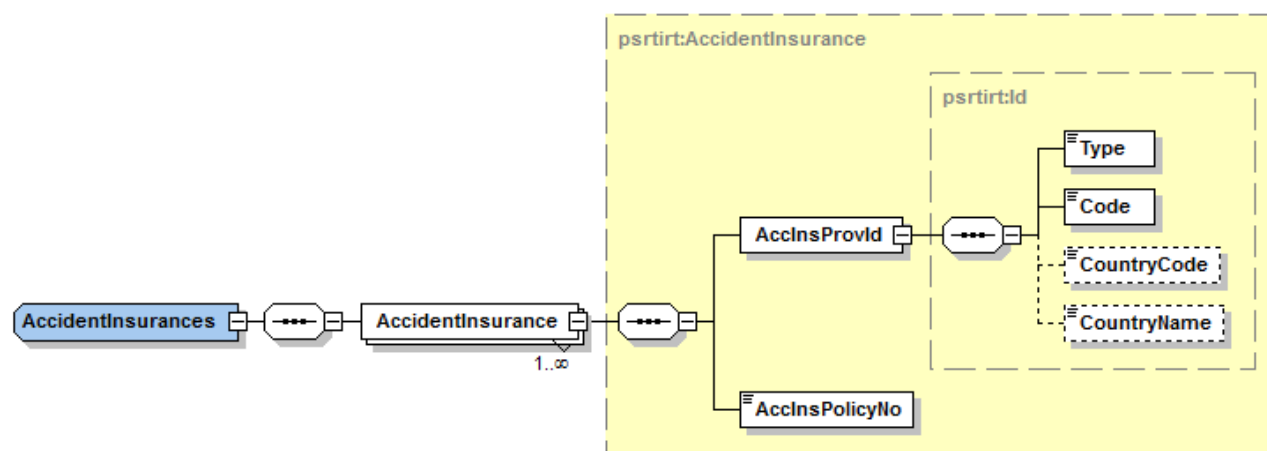 psrtirt:AccidentInsurance
psrtirt:Id
Type
Code
AccInsProvId
CountryCode
AccidentInsurances
AccidentInsurance
CountryName
1..∞
AccInsPolicyNo